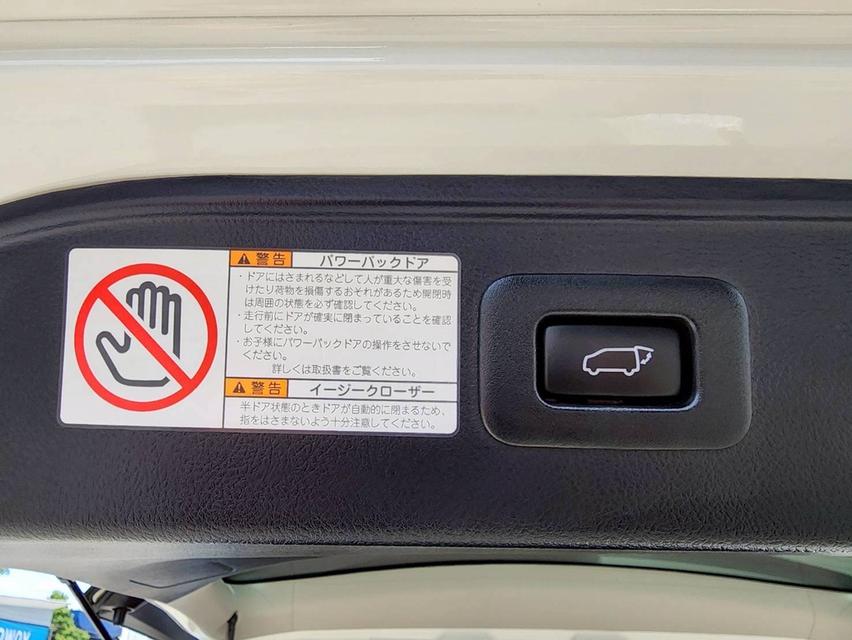 警告 パワーバックドア
・ドアにはさまれるなどして人が重大な傷害を受
けたり荷物を損傷するおそれがあるため開閉時
は周囲の状態を必ず確認してください。
・走行前にドアが確実に閉まっていることを確認
してください。
・お子様にパワーバックドアの操作をさせないで
ください。
詳しくは取扱書をご覧ください。
警告 イージークローザー
半ドア状態のときドアが自動的に閉まるため、
指をはさまないよう十分注意してください。